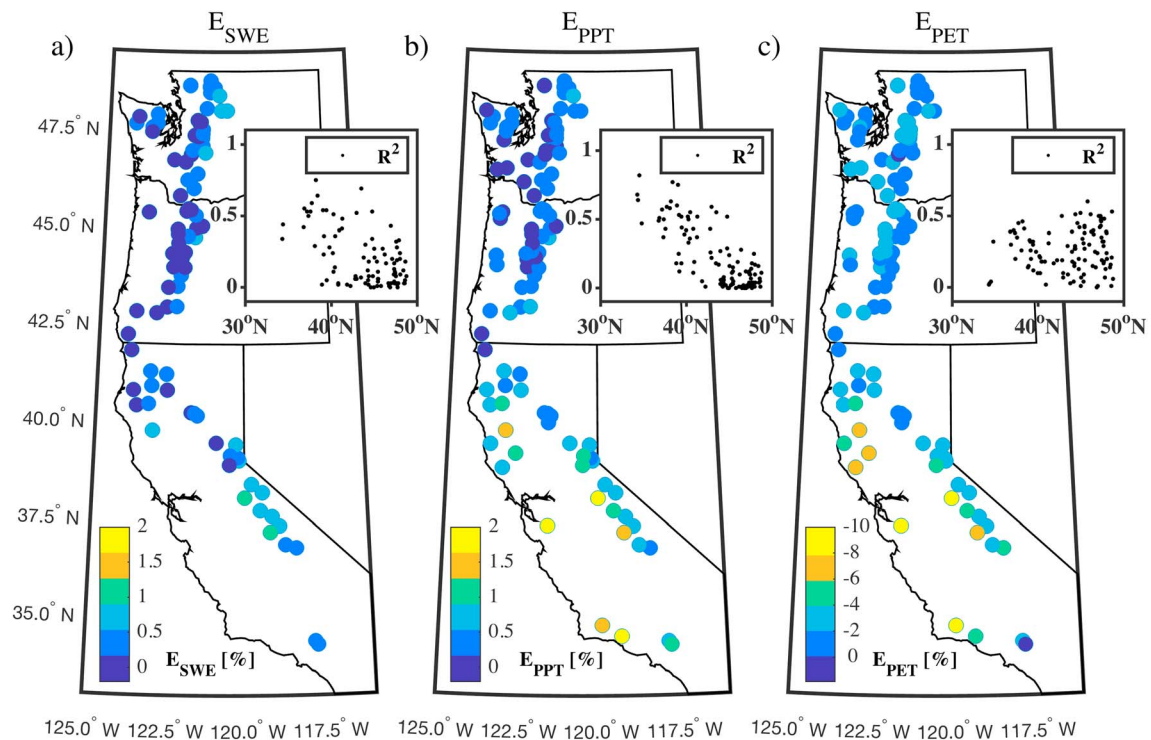 E_SWE
E_PPT
E_PET
a)
b)
c)
47.5° N
45.0° N
42.5° N
40.0° N
37.5° N
35.0° N
1
R²
0.5
0
30°N
40°N
50°N
1
R²
0.5
0
30°N
40°N
50°N
1
R²
0.5
0
30°N
40°N
50°N
2
1.5
1
0.5
0
E_SWE [%]
2
1.5
1
0.5
0
E_PPT [%]
-10
-8
-6
-4
-2
0
E_PET [%]
125.0° W 122.5° W 120.0° W 117.5° W
125.0° W 122.5° W 120.0° W 117.5° W
125.0° W 122.5° W 120.0° W 117.5° W